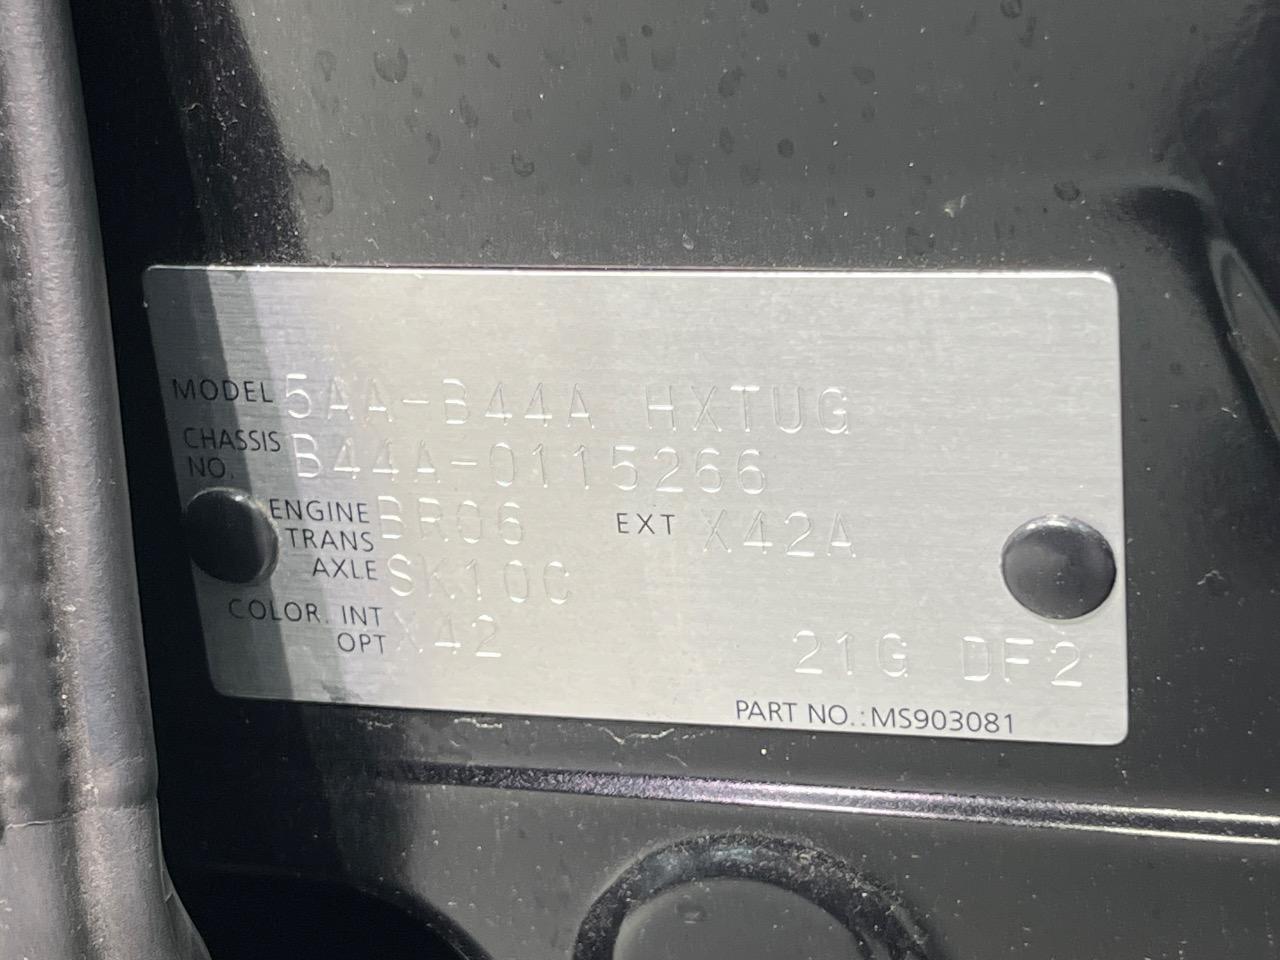 MODEL 5AA-B44A HXTUG
CHASSIS NO. B44A-0115266
ENGINE BR06 EXT X42A
TRANS AXLE SK10C
COLOR. INT OPT X42 21G DF2
PART NO.:MS903081